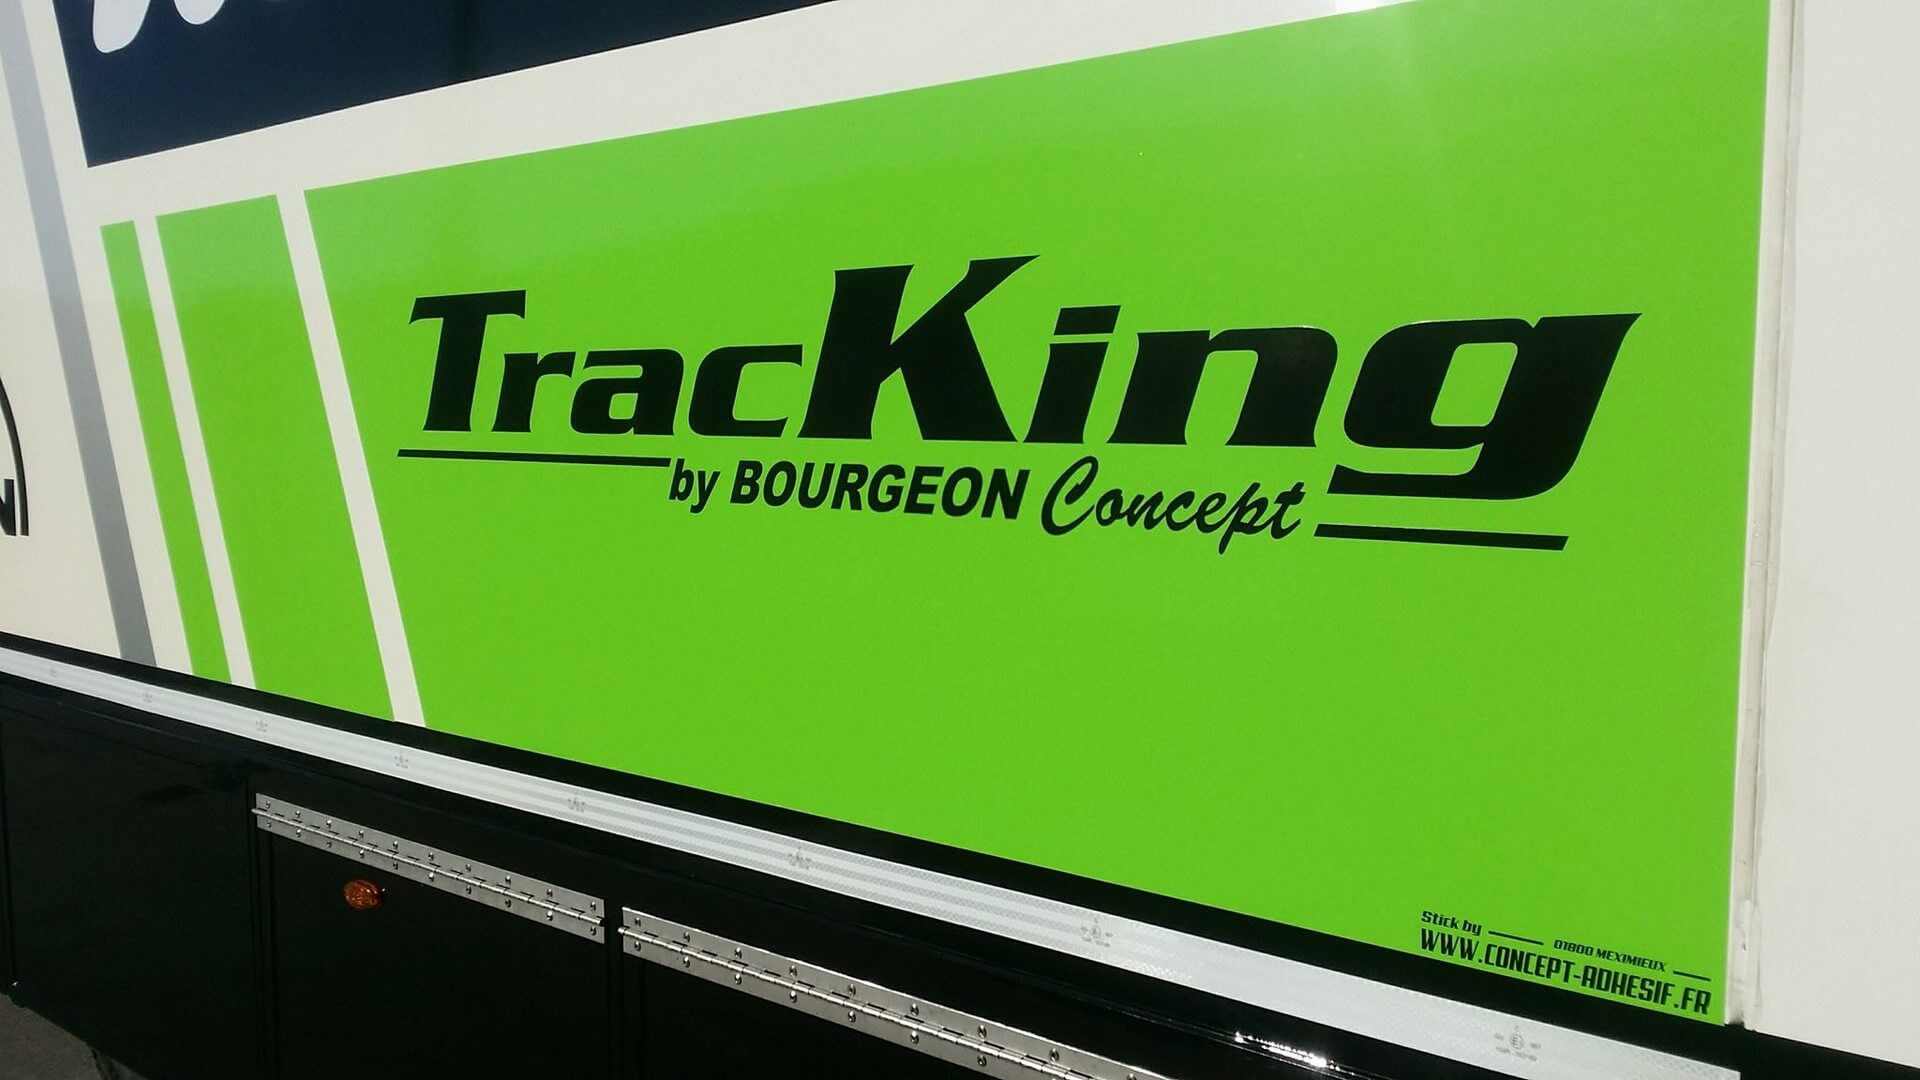 TracKing
by BOURGEON Concept
Stick by
01800 MEXIMIEUX
WWW.CONCEPT-ADHESIF.FR